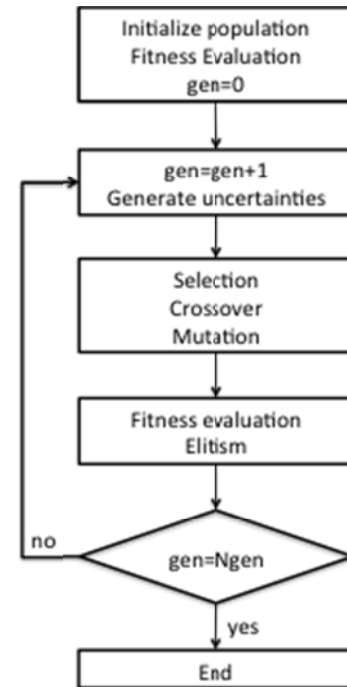 Initialize population
Fitness Evaluation
gen=0
gen=gen+1
Generate uncertainties
Selection
Crossover
Mutation
Fitness evaluation
Elitism
no
gen=Ngen
yes
End